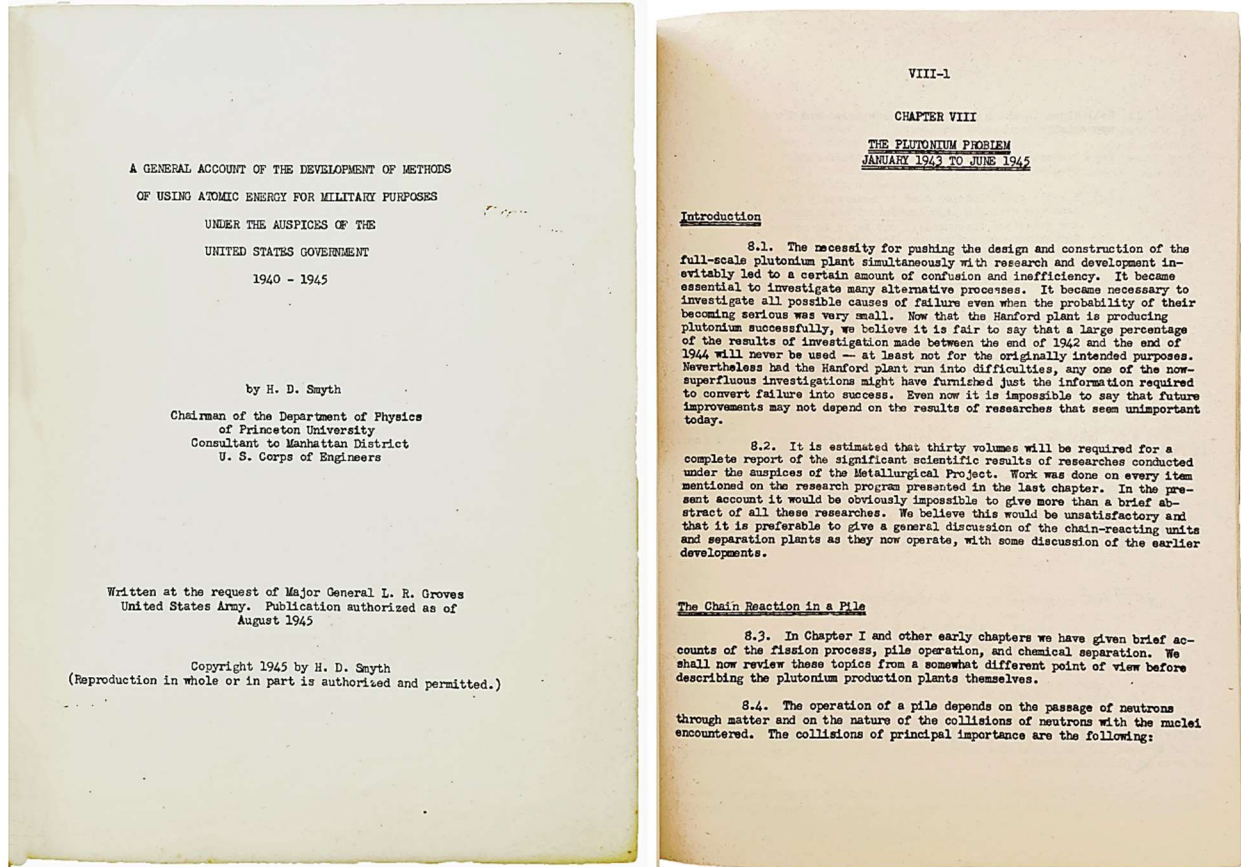 A GENERAL ACCOUNT OF THE DEVELOPMENT OF METHODS
OF USING ATOMIC ENERGY FOR MILITARY PURPOSES
UNDER THE AUSPICES OF THE
UNITED STATES GOVERNMENT
1940 - 1945
by H. D. Smyth
Chairman of the Department of Physics
of Princeton University
Consultant to Manhattan District
U. S. Corps of Engineers
Written at the request of Major General L. R. Groves
United States Army. Publication authorized as of
August 1945
Copyright 1945 by H. D. Smyth
(Reproduction in whole or in part is authorized and permitted.)
VIII-1
CHAPTER VIII
THE PLUTONIUM PROBLEM
JANUARY 1943 TO JUNE 1945
Introduction
8.1. The necessity for pushing the design and construction of the
full-scale plutonium plant simultaneously with research and development in-
evitably led to a certain amount of confusion and inefficiency. It became
essential to investigate many alternative processes. It became necessary to
investigate all possible causes of failure even when the probability of their
becoming serious was very small. Now that the Hanford plant is producing
plutonium successfully, we believe it is fair to say that a large percentage
of the results of investigation made between the end of 1942 and the end of
1944 will never be used — at least not for the originally intended purposes.
Nevertheless had the Hanford plant run into difficulties, any one of the now-
superfluous investigations might have furnished just the information required
to convert failure into success. Even now it is impossible to say that future
improvements may not depend on the results of researches that seem unimportant
today.
8.2. It is estimated that thirty volumes will be required for a
complete report of the significant scientific results of researches conducted
under the auspices of the Metallurgical Project. Work was done on every item
mentioned on the research program presented in the last chapter. In the pre-
sent account it would be obviously impossible to give more than a brief ab-
stract of all these researches. We believe this would be unsatisfactory and
that it is preferable to give a general discussion of the chain-reacting units
and separation plants as they now operate, with some discussion of the earlier
developments.
The Chain Reaction in a Pile
8.3. In Chapter I and other early chapters we have given brief ac-
counts of the fission process, pile operation, and chemical separation. We
shall now review these topics from a somewhat different point of view before
describing the plutonium production plants themselves.
8.4. The operation of a pile depends on the passage of neutrons
through matter and on the nature of the collisions of neutrons with the nuclei
encountered. The collisions of principal importance are the following: